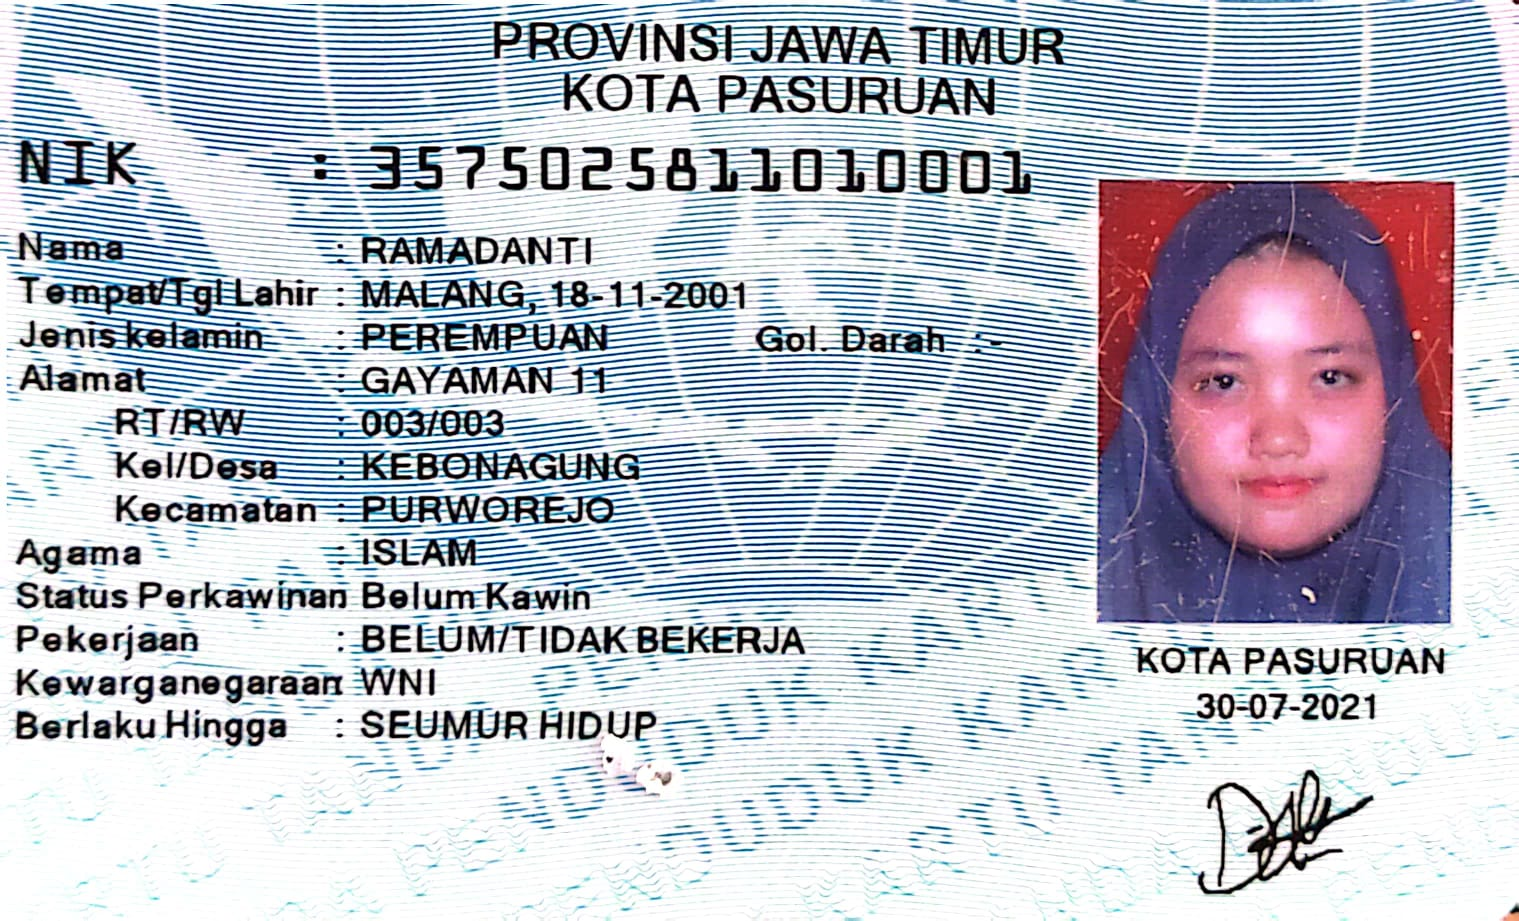 PROVINSI JAWA TIMUR
KOTA PASURUAN
NIK : 3575025811010001
Nama : RAMADANTI
Tempat/Tgl Lahir : MALANG, 18-11-2001
Jenis kelamin : PEREMPUAN Gol. Darah : -
Alamat : GAYAMAN 11
RT/RW : 003/003
Kel/Desa : KEBONAGUNG
Kecamatan : PURWOREJO
Agama : ISLAM
Status Perkawinan Belum Kawin
Pekerjaan : BELUM/TIDAK BEKERJA
Kewarganegaraan: WNI
Berlaku Hingga : SEUMUR HIDUP
KOTA PASURUAN
30-07-2021